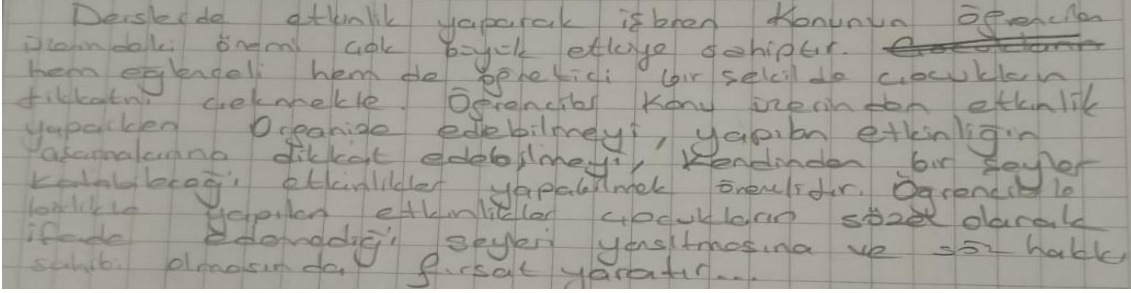 Derslerde etkinlik yaparak işlenen Konunun öğrenciler
üzerindeki önemi çok büyük etkiye sahiptir.
hem eğlendeli hem de öğretici bir şekilde çocukların
dikkatini çekmekle. Öğrenciler Konu üzerinden etkinlik
yaparken Organize edebilmeyi, yapılan etkinliğin
aşamalarına dikkat edebilmeyi, Kendinden bir şeyler
Katabileceği etkinlikler yapabilmek önemlidir. Öğrencilerle
birlikte yapılan etkinlikler çocukların sözel olarak
ifade edemediği şeyleri yansıtmasına ve söz hakkı
sahibi olmasında fırsat yaratır...